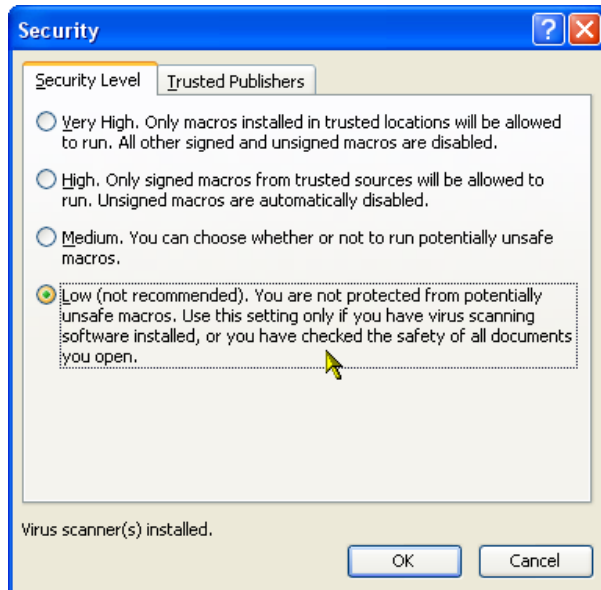 Security
Security Level
Trusted Publishers
Very High. Only macros installed in trusted locations will be allowed
to run. All other signed and unsigned macros are disabled.
High. Only signed macros from trusted sources will be allowed to
run. Unsigned macros are automatically disabled.
Medium. You can choose whether or not to run potentially unsafe
macros.
Low (not recommended). You are not protected from potentially
unsafe macros. Use this setting only if you have virus scanning
software installed, or you have checked the safety of all documents
you open.
Virus scanner(s) installed.
OK
Cancel